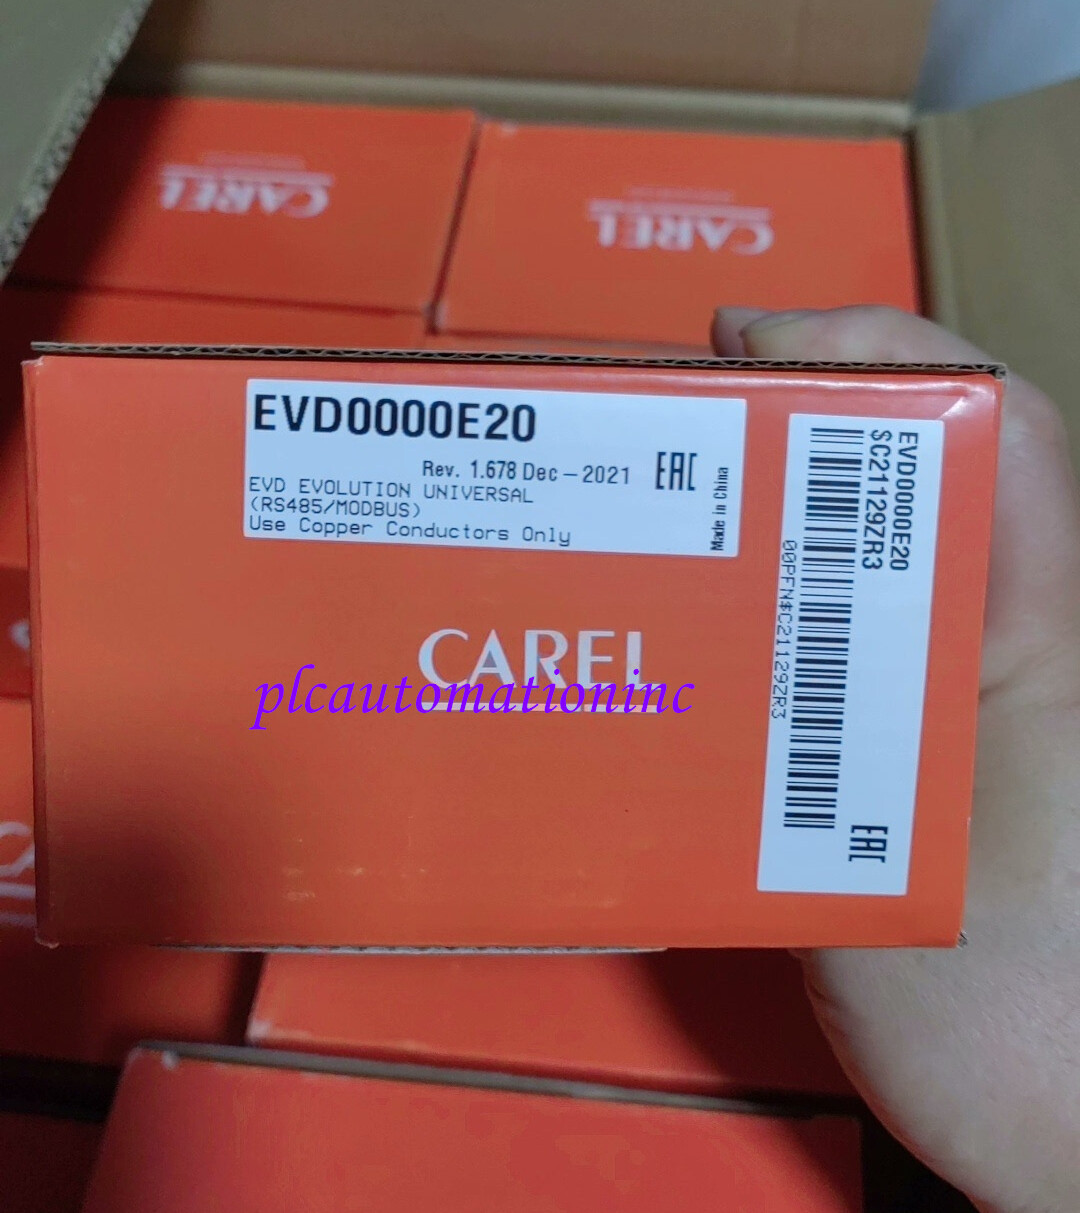 CAREL
CAREL
EVD0000E20
Rev. 1.678 Dec-2021
EAC
EVD EVOLUTION UNIVERSAL
(RS485/MODBUS)
Use Copper Conductors Only
Made in China
EVD0000E20
$C21129ZR3
00PFN$C21129ZR3
EAC
CAREL
plcautomationinc